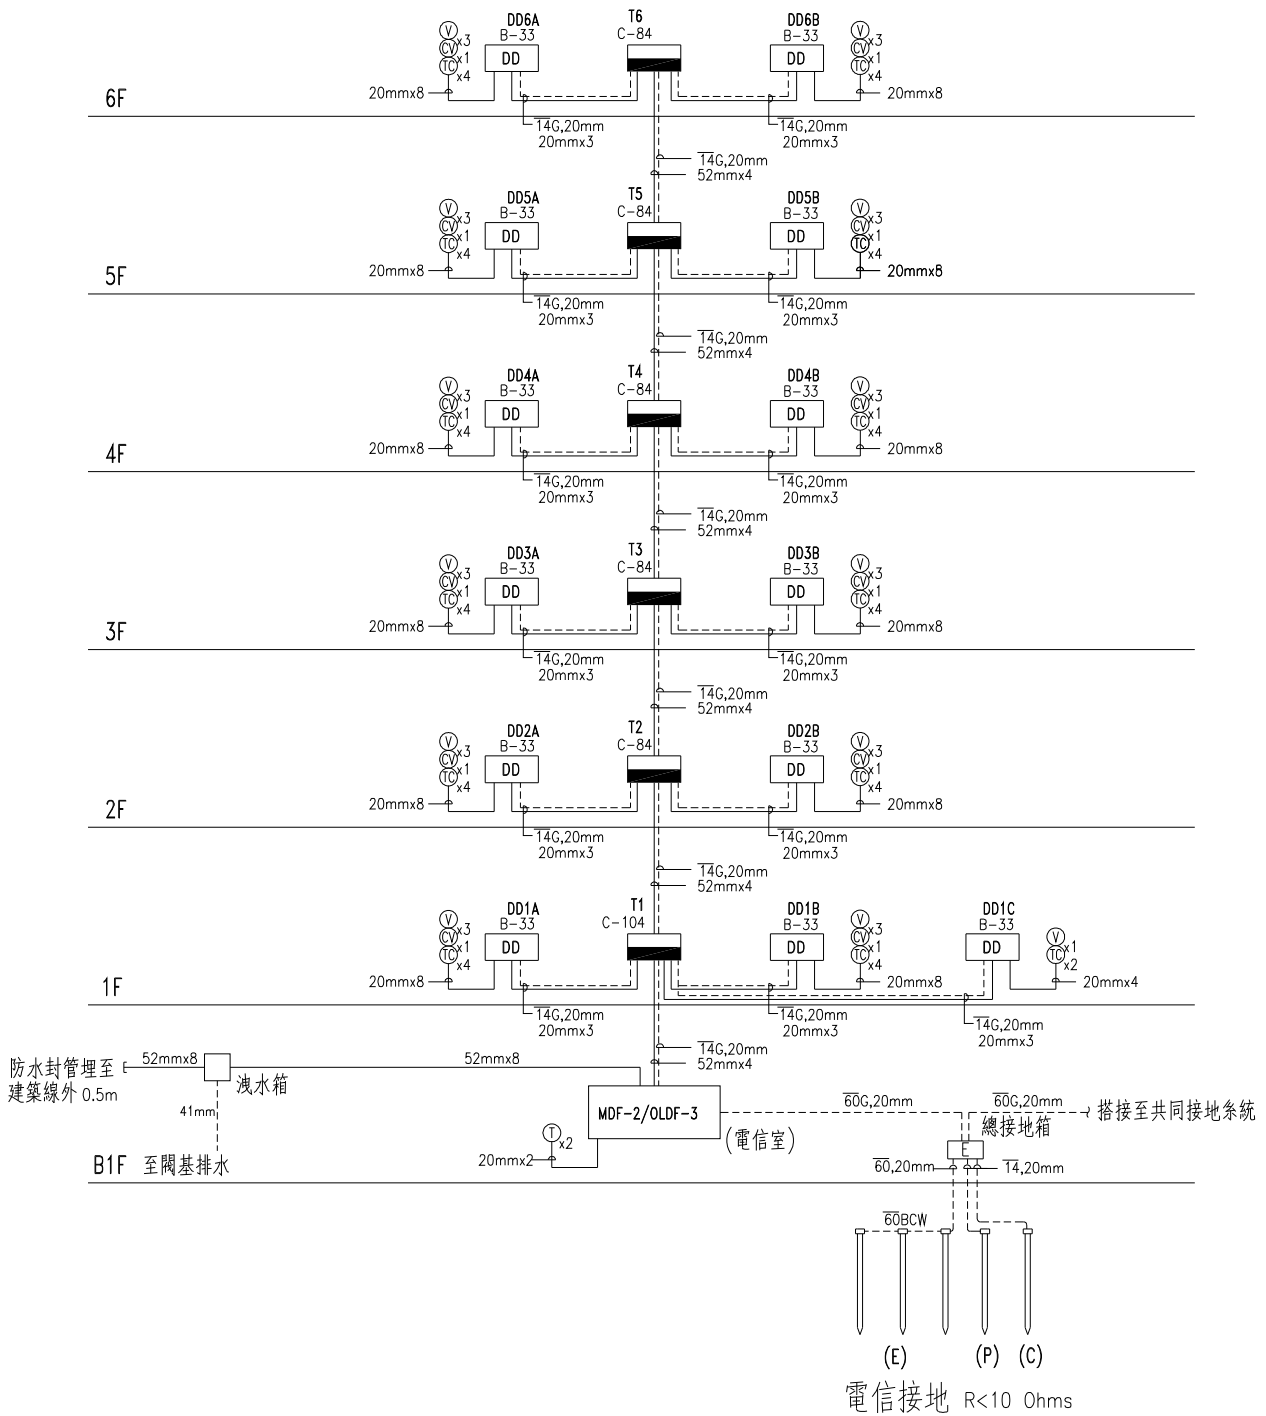 DD6A T6 DD6B
B-33 C-84 B-33
V x3 V x3
CV x1 DD DD CV x1
TC x4 TC x4
20mmx8 20mmx8
6F
14G,20mm 14G,20mm
20mmx3 20mmx3
14G,20mm
52mmx4
DD5A T5 DD5B
B-33 C-84 B-33
V x3 V x3
CV x1 DD DD CV x1
TC x4 TC x4
20mmx8 20mmx8
5F
14G,20mm 14G,20mm
20mmx3 20mmx3
14G,20mm
52mmx4
DD4A T4 DD4B
B-33 C-84 B-33
V x3 V x3
CV x1 DD DD CV x1
TC x4 TC x4
20mmx8 20mmx8
4F
14G,20mm 14G,20mm
20mmx3 20mmx3
14G,20mm
52mmx4
DD3A T3 DD3B
B-33 C-84 B-33
V x3 V x3
CV x1 DD DD CV x1
TC x4 TC x4
20mmx8 20mmx8
3F
14G,20mm 14G,20mm
20mmx3 20mmx3
14G,20mm
52mmx4
DD2A T2 DD2B
B-33 C-84 B-33
V x3 V x3
CV x1 DD DD CV x1
TC x4 TC x4
20mmx8 20mmx8
2F
14G,20mm 14G,20mm
20mmx3 20mmx3
14G,20mm
52mmx4
DD1A T1 DD1B DD1C
B-33 C-104 B-33 B-33
V x3 V x3 V x1
CV x1 DD DD CV x1 DD TC x2
TC x4 TC x4
20mmx8 20mmx8 20mmx4
1F
14G,20mm 14G,20mm 14G,20mm
20mmx3 20mmx3 20mmx3
14G,20mm
52mmx4
防水封管埋至 52mmx8 52mmx8
建築線外 0.5m 洩水箱
41mm MDF-2/OLDF-3 60G,20mm 60G,20mm 搭接至共同接地系統
T x2 (電信室) 總接地箱
20mmx2 E
B1F 至閥基排水 60,20mm 14,20mm
60BCW
(E) (P) (C)
電信接地 R<10 Ohms